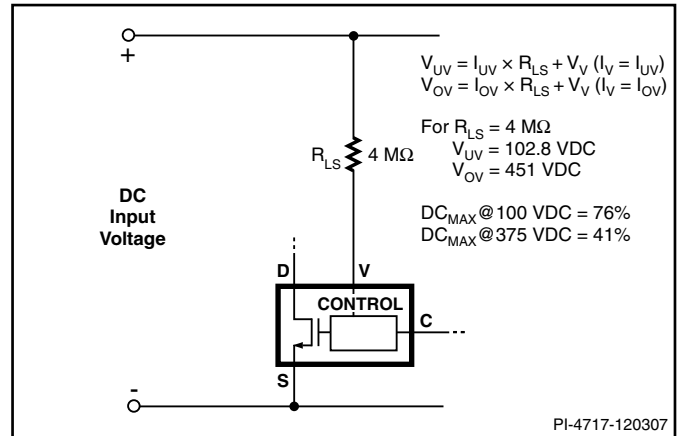 +
V_UV = I_UV × R_LS + V_V (I_V = I_UV)
V_OV = I_OV × R_LS + V_V (I_V = I_OV)
For R_LS = 4 MΩ
V_UV = 102.8 VDC
V_OV = 451 VDC
DC_MAX@100 VDC = 76%
DC_MAX@375 VDC = 41%
R_LS 4 MΩ
DC
Input
Voltage
D
V
CONTROL
C
S
-
PI-4717-120307